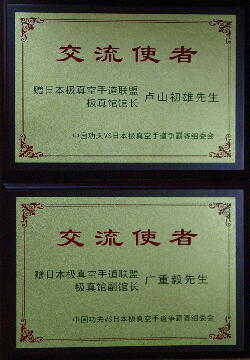 交流使者
赠日本极真空手道联盟
极真馆馆长 卢山初雄先生
中国功夫VS日本极真空手道争霸赛组委会
交流使者
赠日本极真空手道联盟
极真馆副馆长 广重毅先生
中国功夫VS日本极真空手道争霸赛组委会